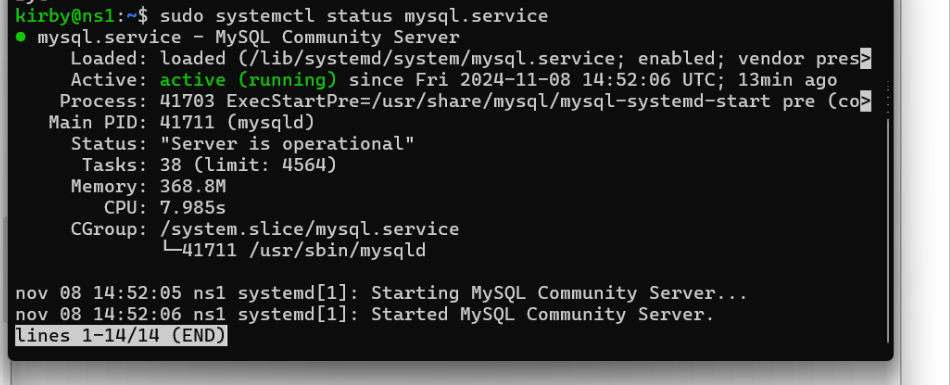 kirby@ns1:~$ sudo systemctl status mysql.service
● mysql.service - MySQL Community Server
Loaded: loaded (/lib/systemd/system/mysql.service; enabled; vendor pres>
Active: active (running) since Fri 2024-11-08 14:52:06 UTC; 13min ago
Process: 41703 ExecStartPre=/usr/share/mysql/mysql-systemd-start pre (co>
Main PID: 41711 (mysqld)
Status: "Server is operational"
Tasks: 38 (limit: 4564)
Memory: 368.8M
CPU: 7.985s
CGroup: /system.slice/mysql.service
└─41711 /usr/sbin/mysqld
nov 08 14:52:05 ns1 systemd[1]: Starting MySQL Community Server...
nov 08 14:52:06 ns1 systemd[1]: Started MySQL Community Server.
lines 1-14/14 (END)